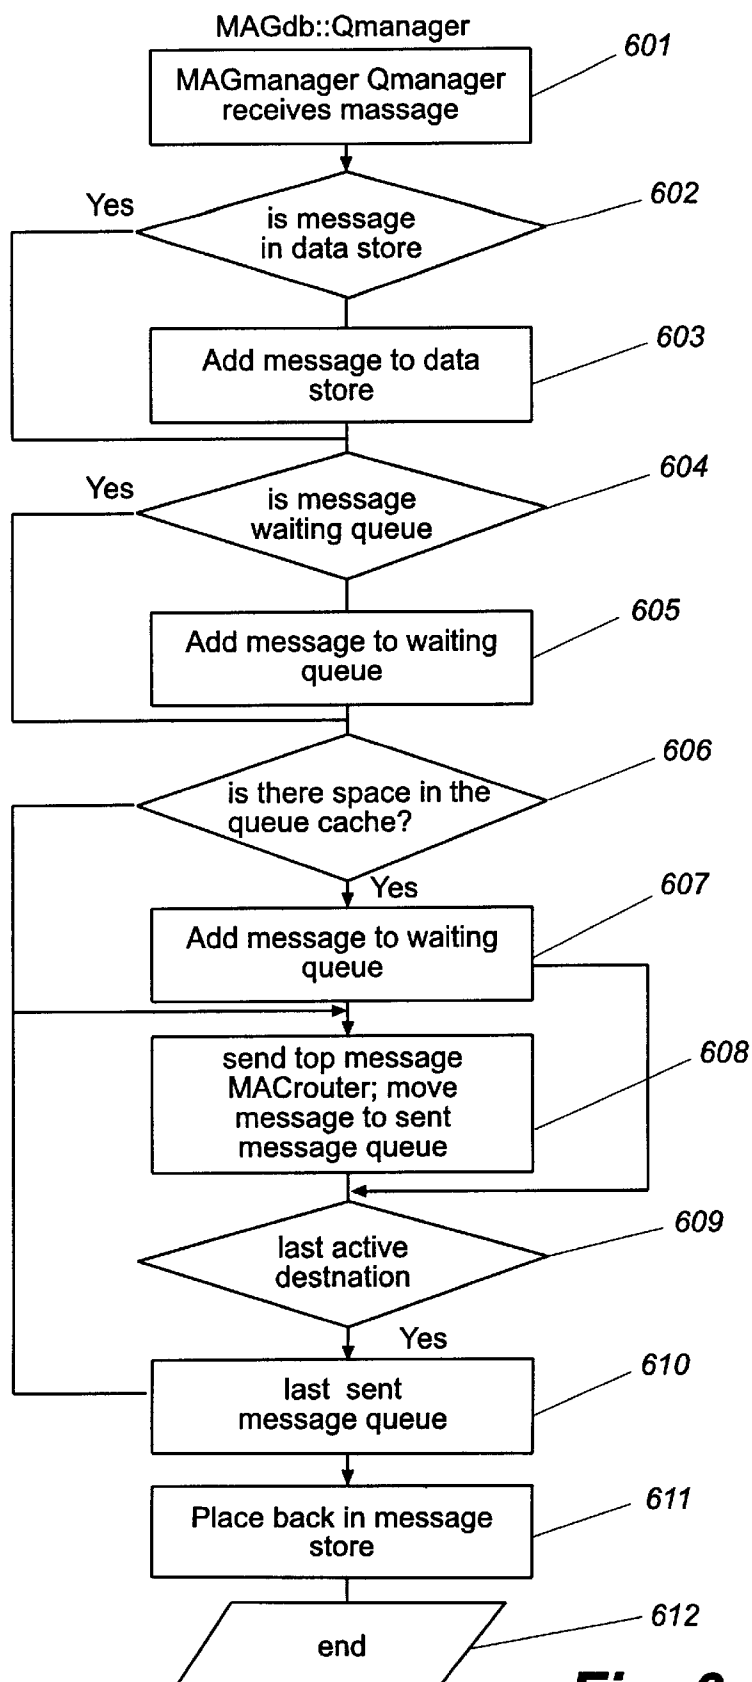 MAGdb::Qmanager
601
MAGmanager Qmanager
receives massage
602
Yes
is message
in data store
603
Add message to data
store
604
Yes
is message
waiting queue
605
Add message to waiting
queue
606
is there space in the
queue cache?
Yes
607
Add message to waiting
queue
608
send top message
MACrouter; move
message to sent
message queue
609
last active
destnation
Yes
610
last sent
message queue
611
Place back in message
store
612
end